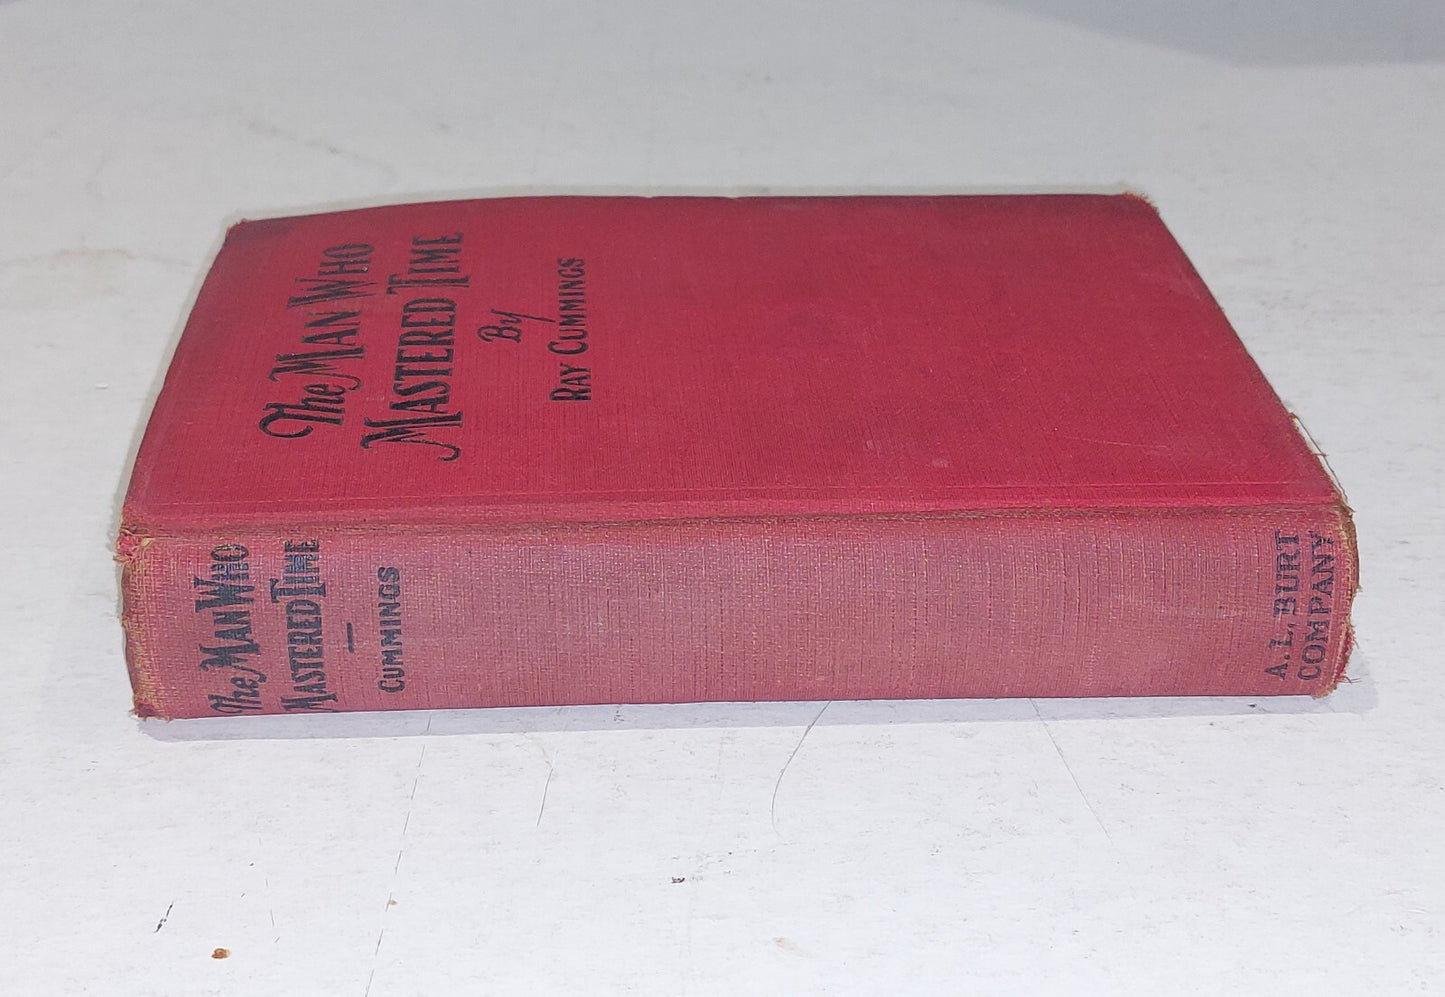 The Man Who
Mastered Time
By
Ray Cummings
The Man Who
Mastered Time
—
Cummings
A. L. BURT
COMPANY